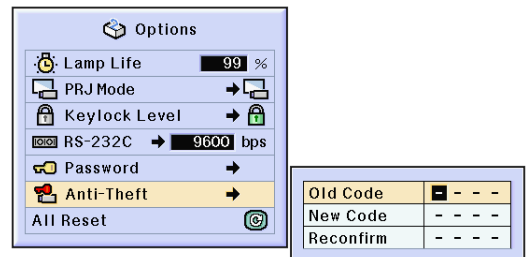 Options
Lamp Life 99 %
PRJ Mode
Keylock Level
RS-232C 9600 bps
Password
Anti-Theft
All Reset
Old Code - - - -
New Code - - - -
Reconfirm - - - -